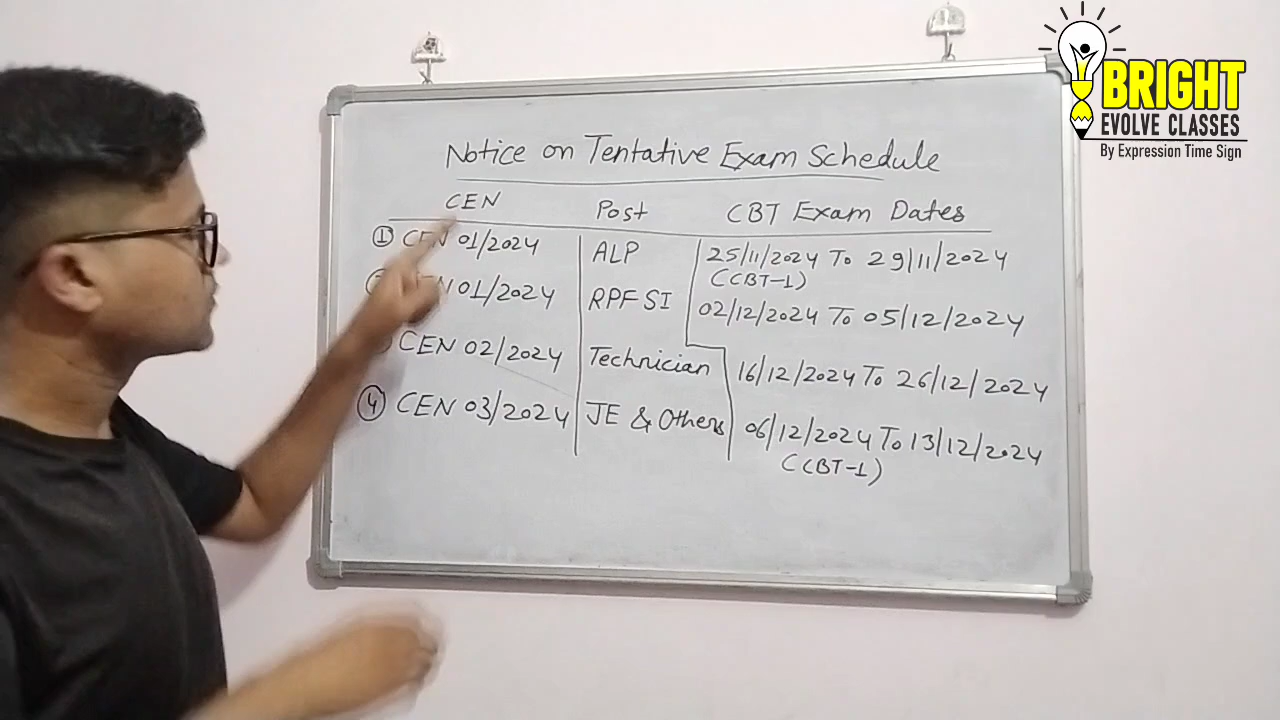 BRIGHT
EVOLVE CLASSES
By Expression Time Sign
Notice on Tentative Exam Schedule
CEN Post CBT Exam Dates
① CEN 01/2024 ALP 25/11/2024 To 29/11/2024
(CBT-1)
01/2024 RPF SI 02/12/2024 To 05/12/2024
CEN 02/2024 Technician 16/12/2024 To 26/12/2024
④ CEN 03/2024 JE & Others 06/12/2024 To 13/12/2024
(CBT-1)